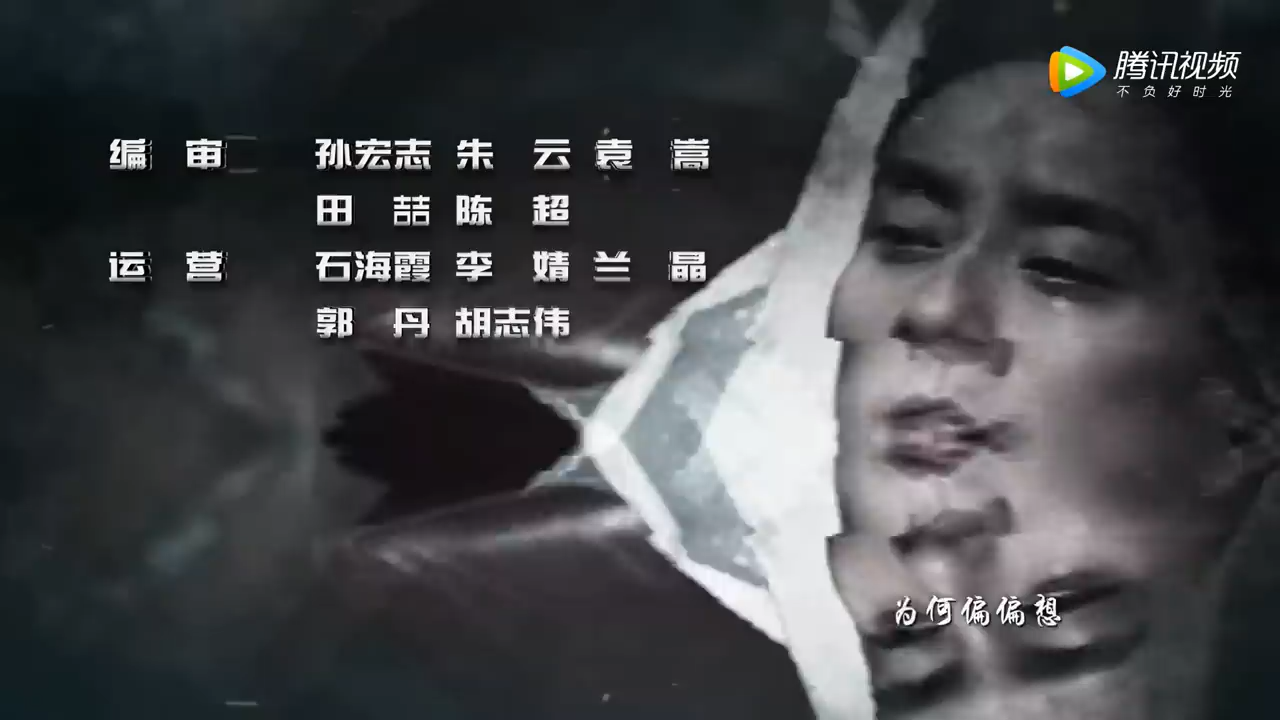 腾讯视频
不负好时光
编 审 孙宏志 朱 云 袁 嵩
田 喆 陈 超
运 营 石海霞 李 婧 兰 晶
郭 丹 胡志伟
为何偏偏想